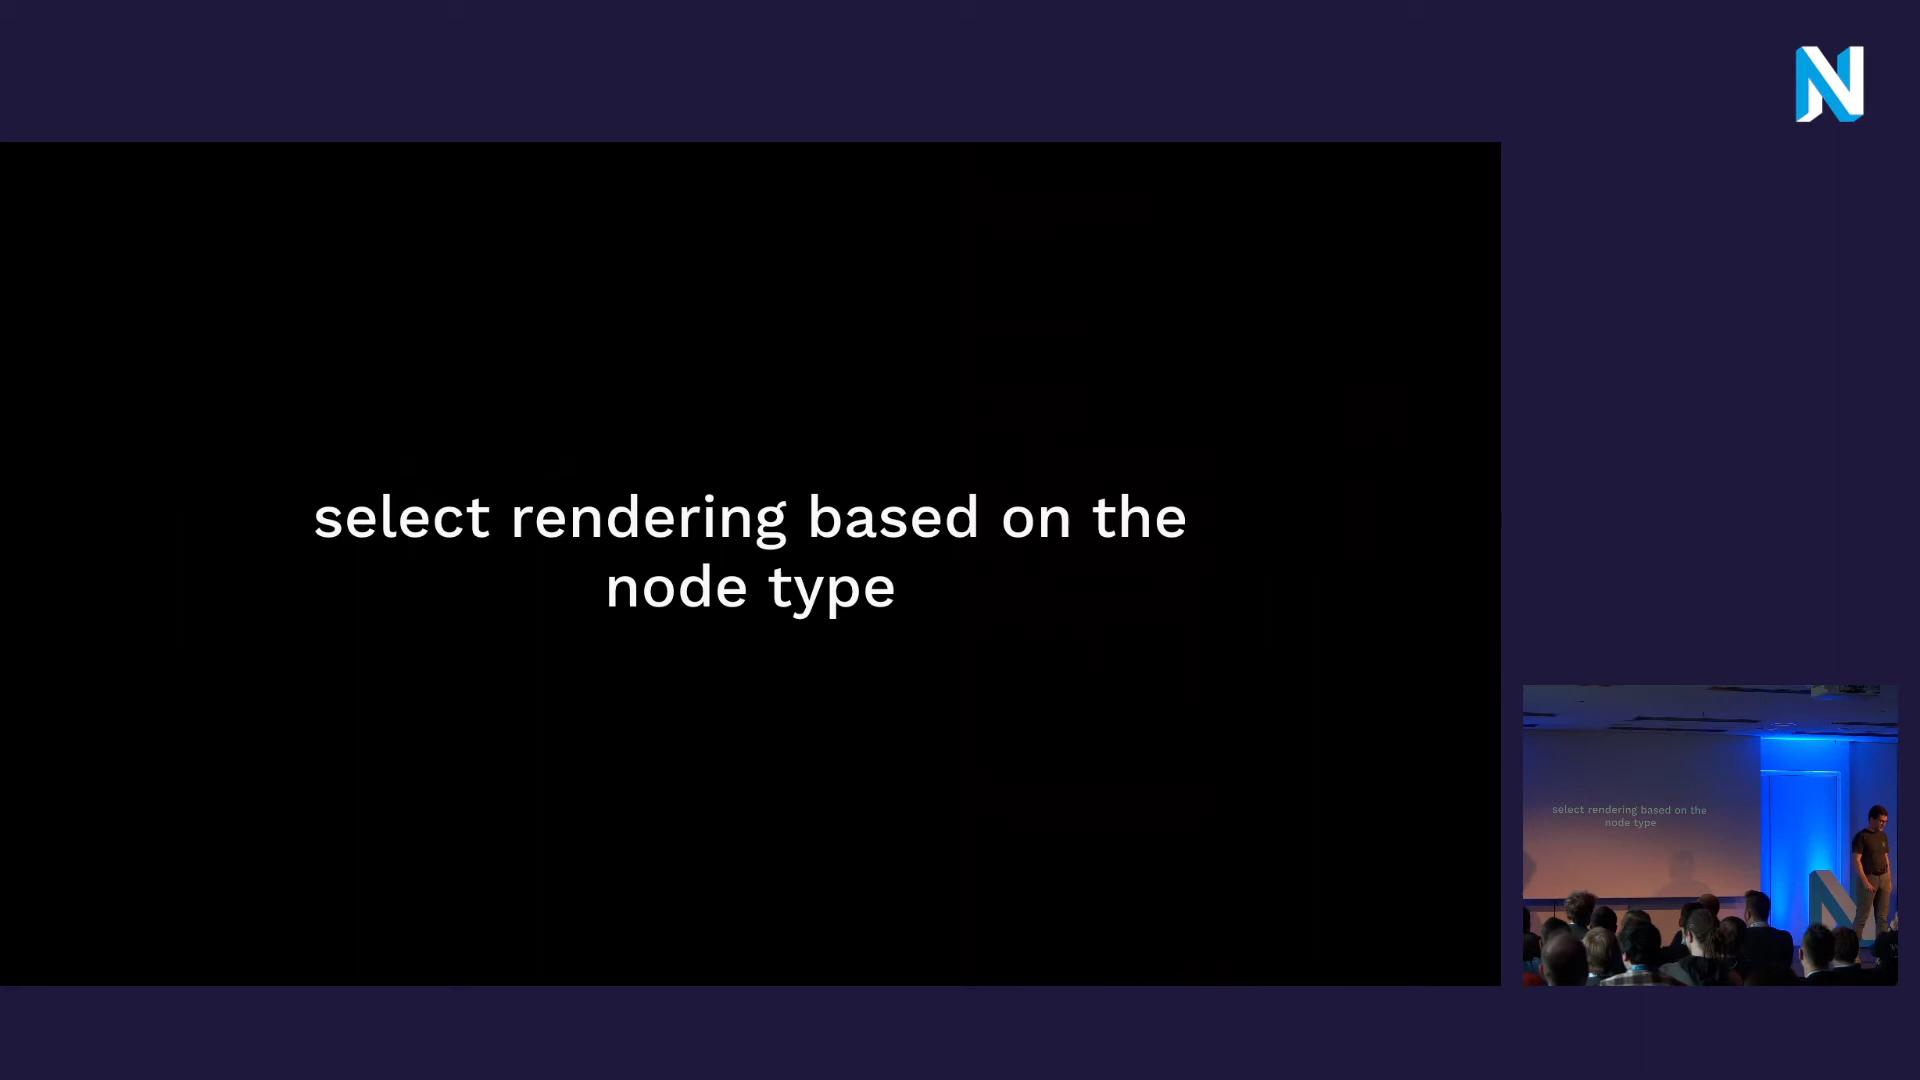 select rendering based on the
node type
select rendering based on the
node type